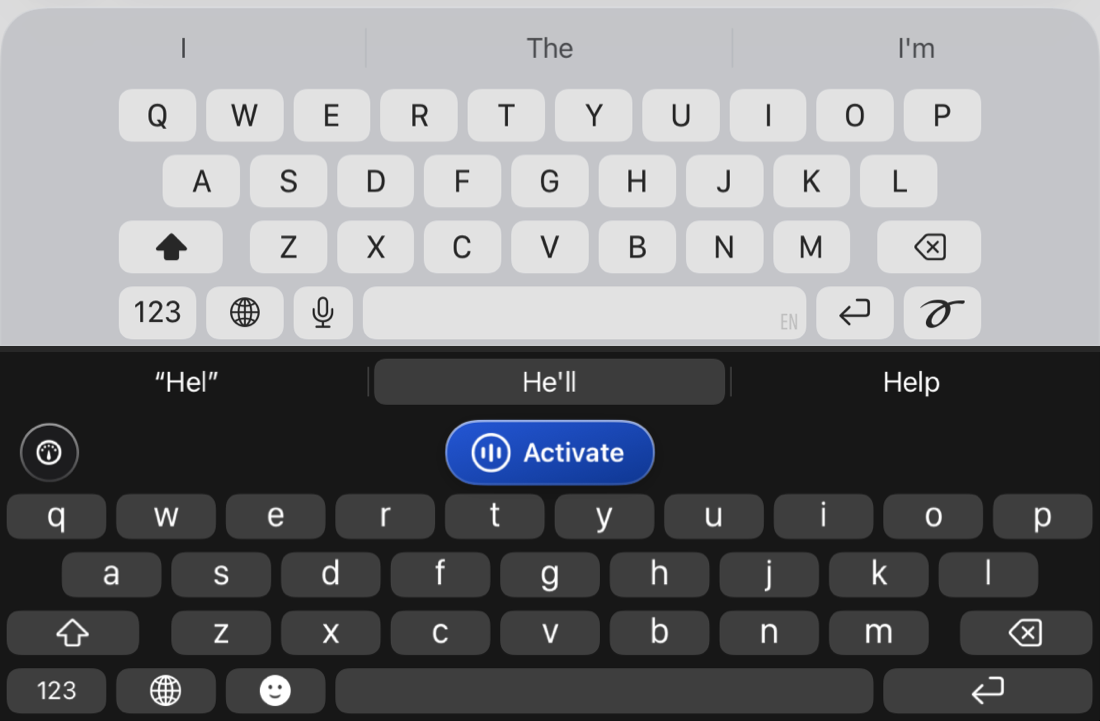 I The I'm
Q W E R T Y U I O P
A S D F G H J K L
Z X C V B N M
123 EN
“Hel” He'll Help
Activate
q w e r t y u i o p
a s d f g h j k l
z x c v b n m
123